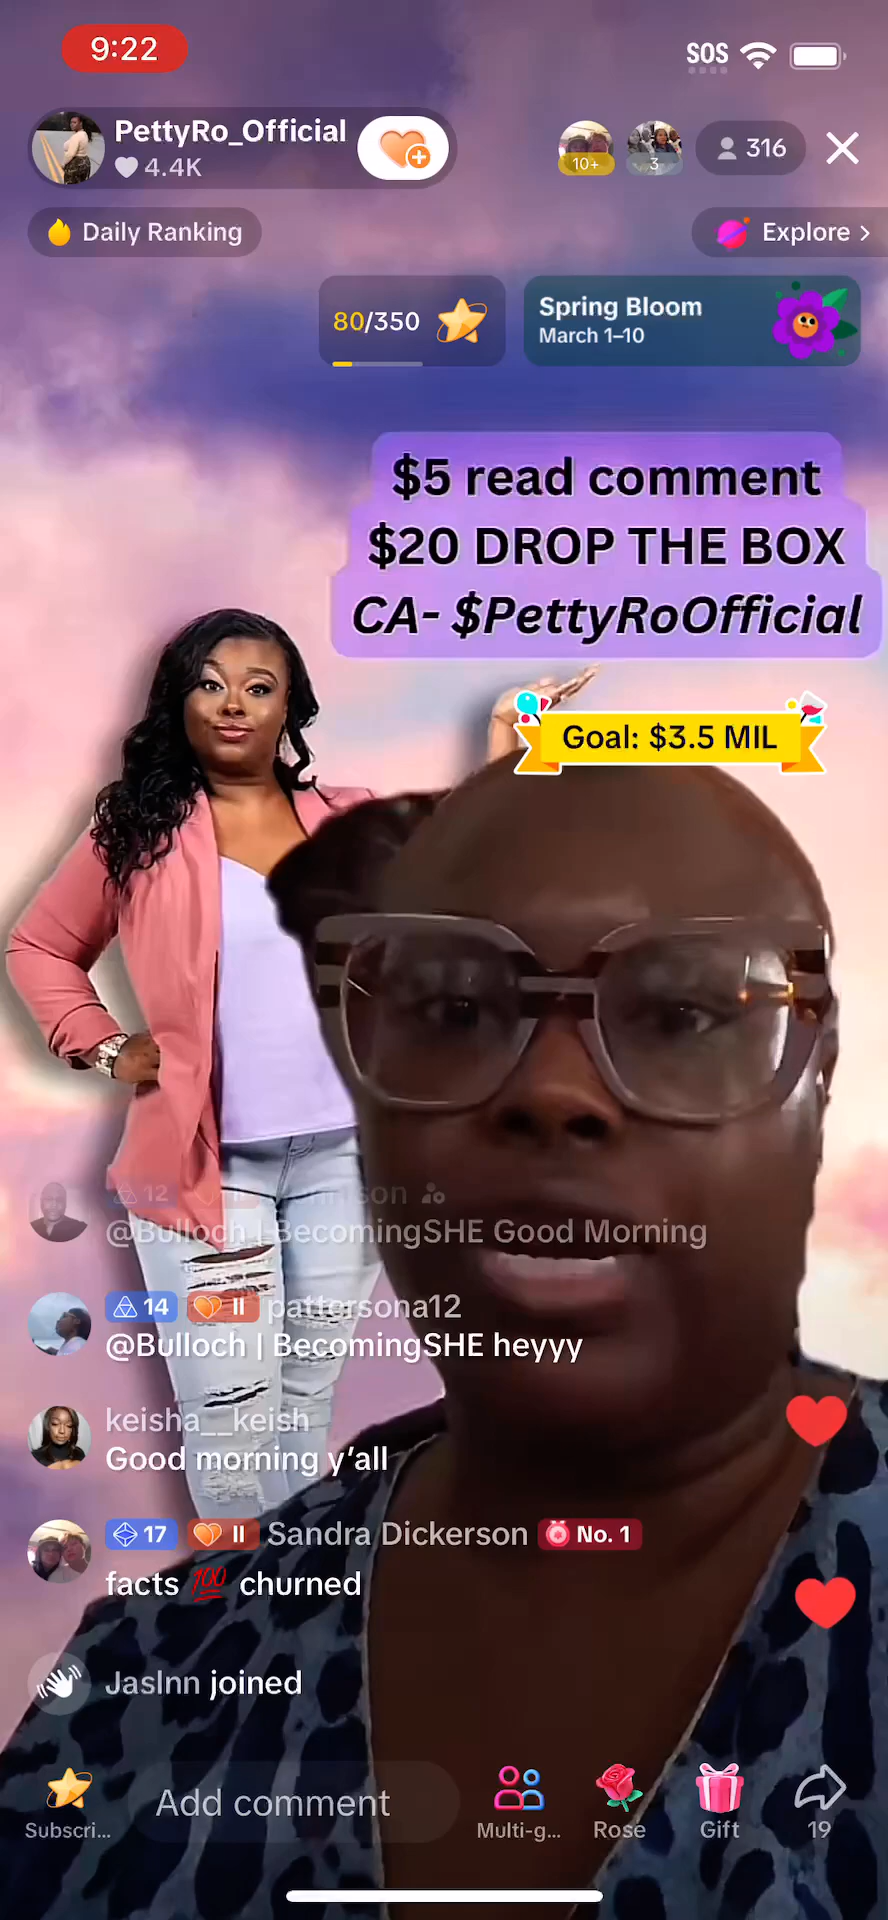 9:22
SOS
PettyRo_Official
4.4K
10+
3
316
Daily Ranking
Explore >
80/350
Spring Bloom
March 1–10
$5 read comment
$20 DROP THE BOX
CA- $PettyRoOfficial
Goal: $3.5 MIL
12
@Bulloch | BecomingSHE Good Morning
14 II pattersona12
@Bulloch | BecomingSHE heyyy
keisha__keish
Good morning y'all
17 II Sandra Dickerson No. 1
facts 💯 churned
Jaslnn joined
Add comment
Subscri...
Multi-g...
Rose
Gift
19